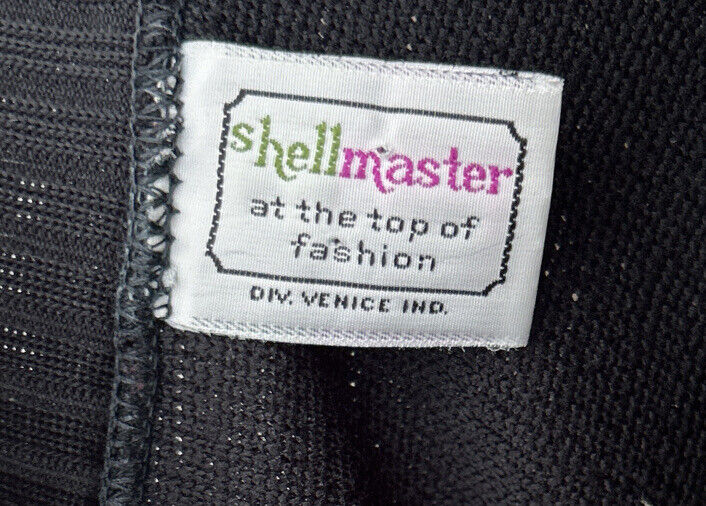 shellmaster
at the top of
fashion
DIV. VENICE IND.